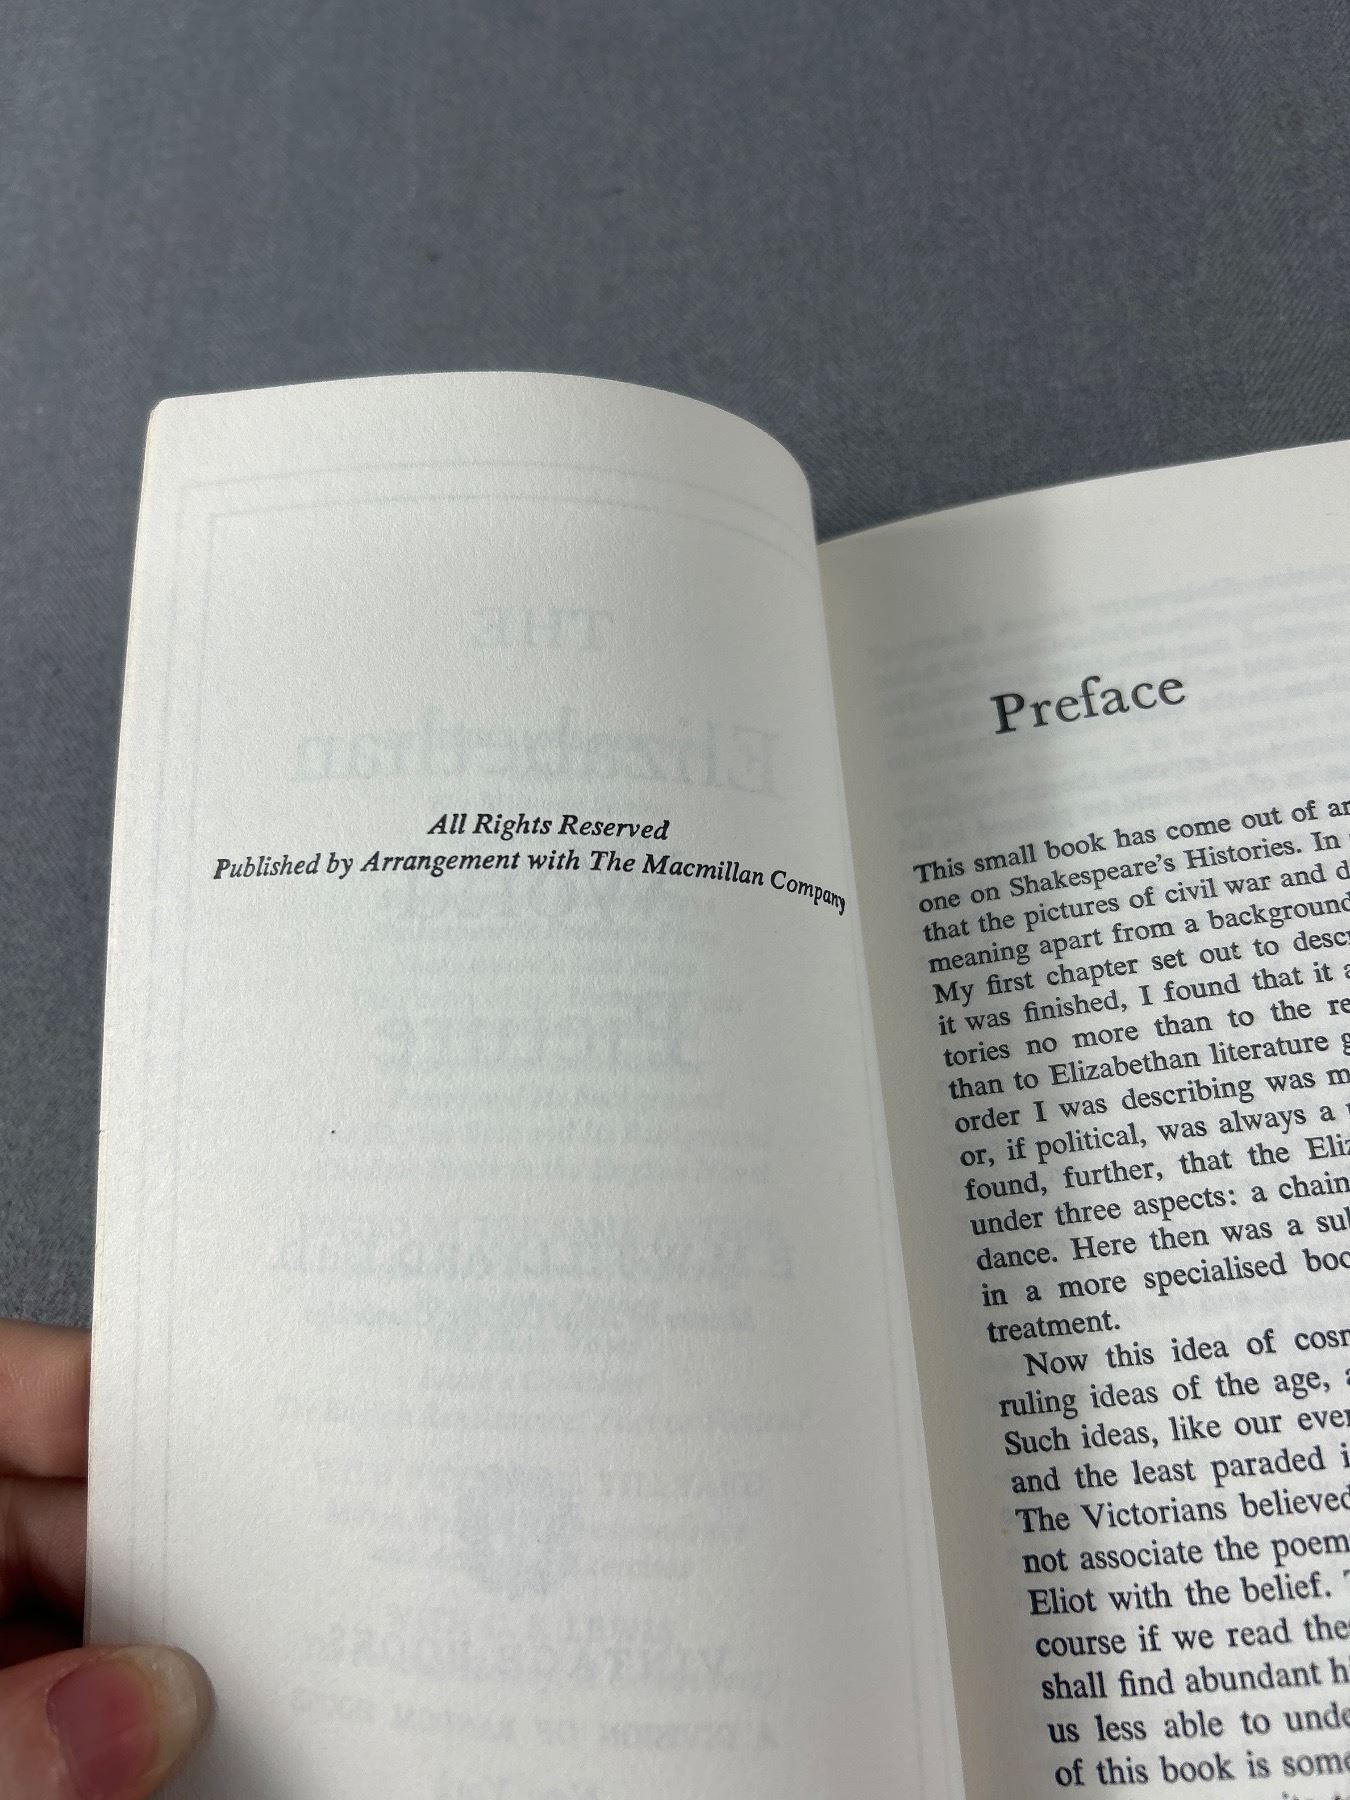 All Rights Reserved
Published by Arrangement with The Macmillan Company
Preface
This small book has come out of
one on Shakespeare's Histories. In
that the pictures of civil war and
meaning apart from a background
My first chapter set out to
it was finished, I found that it
tories no more than to the
than to Elizabethan literature
order I was describing was
or, if political, was always a
found, further, that the
under three aspects: a chain
dance. Here then was a
in a more specialised
treatment.
Now this idea of
ruling ideas of the age,
Such ideas, like our
and the least paraded
The Victorians believed
not associate the
Eliot with the belief.
course if we read
shall find abundant
us less able to
of this book is